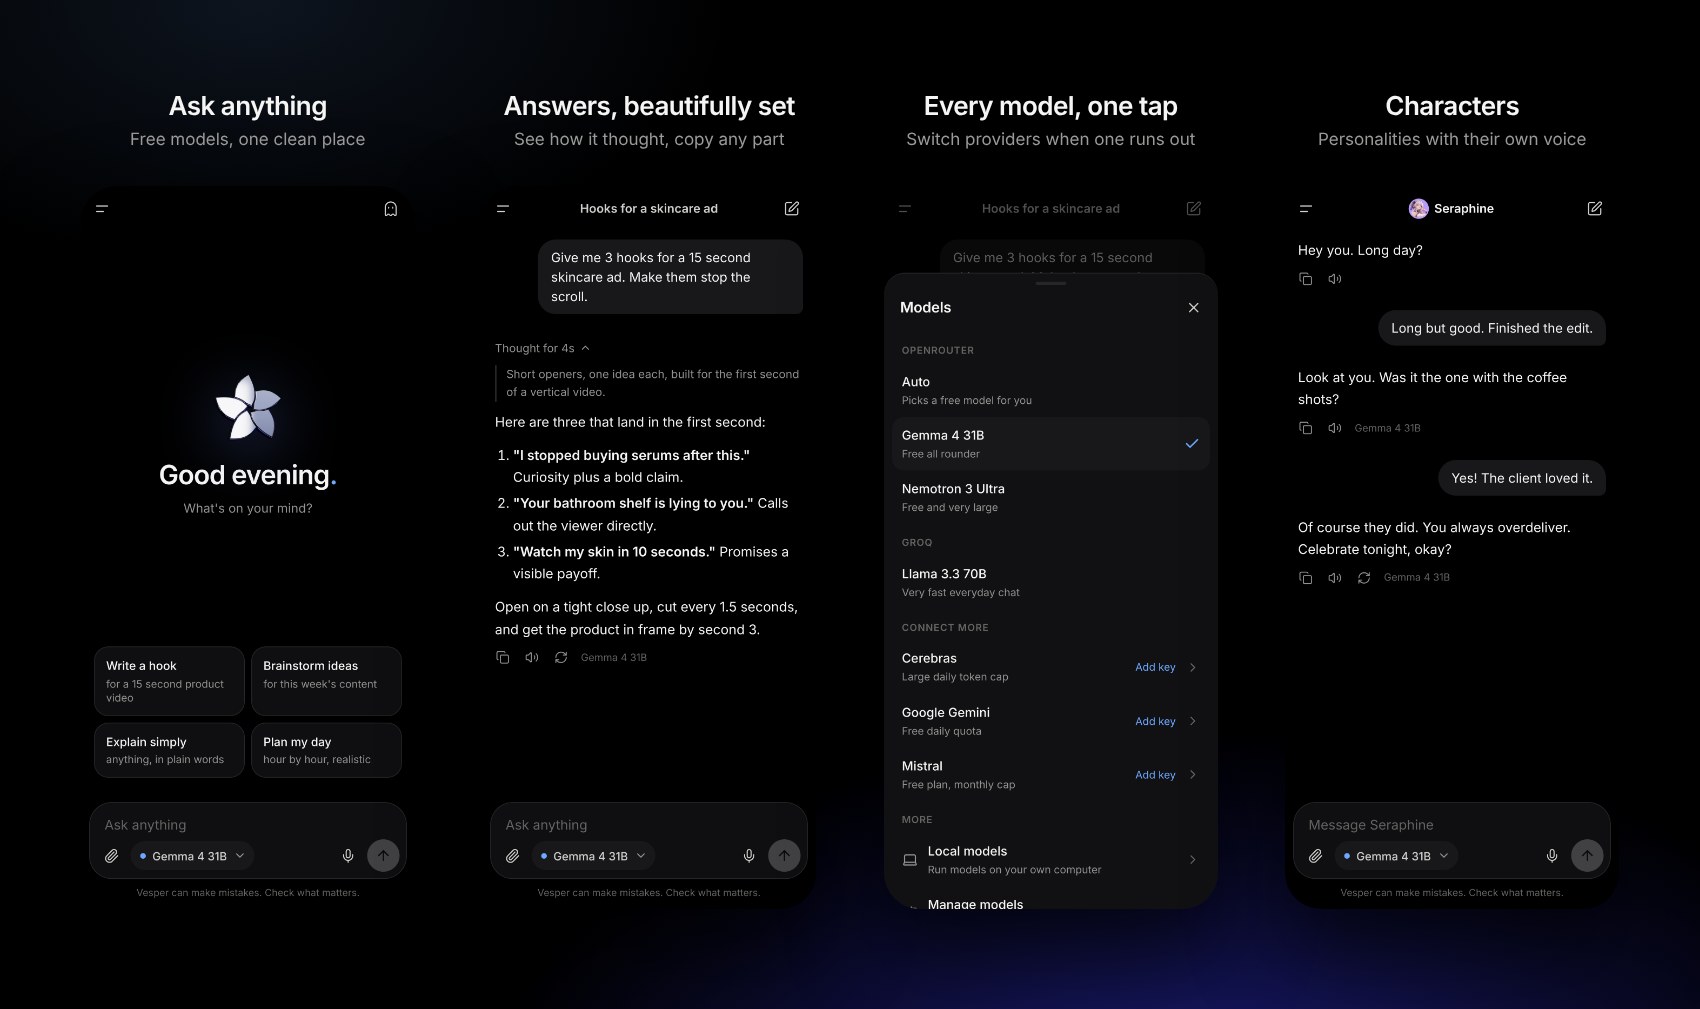 Ask anything
Free models, one clean place
Good evening.
What's on your mind?
Write a hook
for a 15 second product
video
Brainstorm ideas
for this week's content
Explain simply
anything, in plain words
Plan my day
hour by hour, realistic
Ask anything
Gemma 4 31B
Vesper can make mistakes. Check what matters.
Answers, beautifully set
See how it thought, copy any part
Hooks for a skincare ad
Give me 3 hooks for a 15 second
skincare ad. Make them stop the
scroll.
Thought for 4s
Short openers, one idea each, built for the first second
of a vertical video.
Here are three that land in the first second:
1. "I stopped buying serums after this."
Curiosity plus a bold claim.
2. "Your bathroom shelf is lying to you." Calls
out the viewer directly.
3. "Watch my skin in 10 seconds." Promises a
visible payoff.
Open on a tight close up, cut every 1.5 seconds,
and get the product in frame by second 3.
Gemma 4 31B
Ask anything
Gemma 4 31B
Vesper can make mistakes. Check what matters.
Every model, one tap
Switch providers when one runs out
Hooks for a skincare ad
Give me 3 hooks for a 15 second
Models
OPENROUTER
Auto
Picks a free model for you
Gemma 4 31B
Free all rounder
Nemotron 3 Ultra
Free and very large
GROQ
Llama 3.3 70B
Very fast everyday chat
CONNECT MORE
Cerebras
Large daily token cap
Add key
Google Gemini
Free daily quota
Add key
Mistral
Free plan, monthly cap
Add key
MORE
Local models
Run models on your own computer
Manage models
Characters
Personalities with their own voice
Seraphine
Hey you. Long day?
Long but good. Finished the edit.
Look at you. Was it the one with the coffee
shots?
Gemma 4 31B
Yes! The client loved it.
Of course they did. You always overdeliver.
Celebrate tonight, okay?
Gemma 4 31B
Message Seraphine
Gemma 4 31B
Vesper can make mistakes. Check what matters.